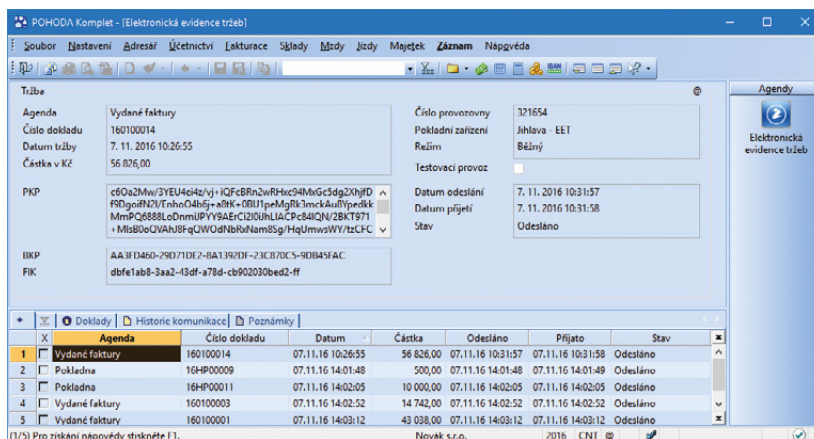 POHODA Komplet - [Elektronická evidence tržeb]
Soubor Nastavení Adresář Účetnictví Fakturace Sklady Mzdy Jízdy Majetek Záznam Nápověda
Tržba
Agenda Vydané faktury
Číslo dokladu 160100014
Datum tržby 7. 11. 2016 10:26:55
Částka v Kč 56 826,00
Číslo provozovny 321654
Pokladní zařízení Jihlava - EET
Režim Běžný
Testovací provoz
PKP
Datum odeslání 7. 11. 2016 10:31:57
Datum přijetí 7. 11. 2016 10:31:58
Stav Odesláno
BKP AA3FD460-29D71DE2-8A1392DF-23C870C5-9DB45FAC
FIK dbfe1ab8-3aa2-43df-a78d-cb902030bed2-ff
Agendy
Elektronická
evidence tržeb
Doklady Historie komunikace Poznámky
X Agenda Číslo dokladu Datum Částka Odesláno Přijato Stav
1 Vydané faktury 160100014 07.11.16 10:26:55 56 826,00 07.11.16 10:31:57 07.11.16 10:31:58 Odesláno
2 Pokladna 16HP00009 07.11.16 14:01:48 500,00 07.11.16 14:01:48 07.11.16 14:01:49 Odesláno
3 Pokladna 16HP00011 07.11.16 14:02:05 10 000,00 07.11.16 14:02:05 07.11.16 14:02:05 Odesláno
4 Vydané faktury 160100003 07.11.16 14:02:52 14 742,00 07.11.16 14:02:52 07.11.16 14:02:52 Odesláno
5 Vydané faktury 160100001 07.11.16 14:03:12 43 038,00 07.11.16 14:03:12 07.11.16 14:03:12 Odesláno
(1/5) Pro získání nápovědy stiskněte F1. Novák s.r.o. 2016 CNT @